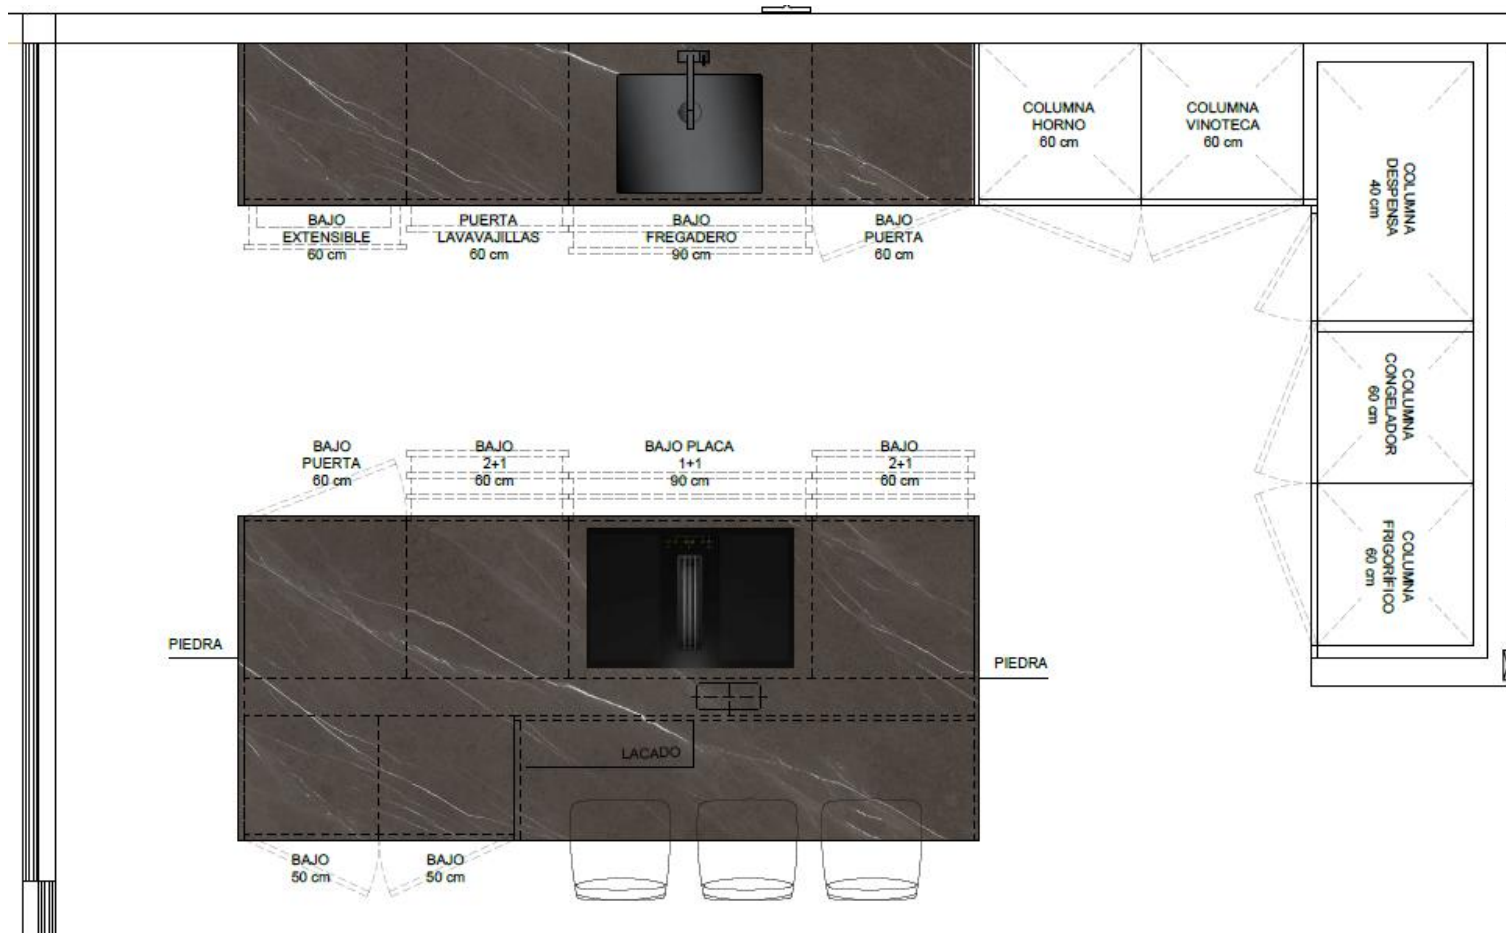 COLUMNA
HORNO
60 cm
COLUMNA
VINOTECA
60 cm
COLUMNA
DESPENSA
40 cm
BAJO
EXTENSIBLE
60 cm
PUERTA
LAVAVAJILLAS
60 cm
BAJO
FREGADERO
90 cm
BAJO
PUERTA
60 cm
COLUMNA
CONGELADOR
60 cm
BAJO
PUERTA
60 cm
BAJO
2+1
60 cm
BAJO PLACA
1+1
90 cm
BAJO
2+1
60 cm
COLUMNA
FRIGORÍFICO
60 cm
PIEDRA
PIEDRA
LACADO
BAJO
50 cm
BAJO
50 cm